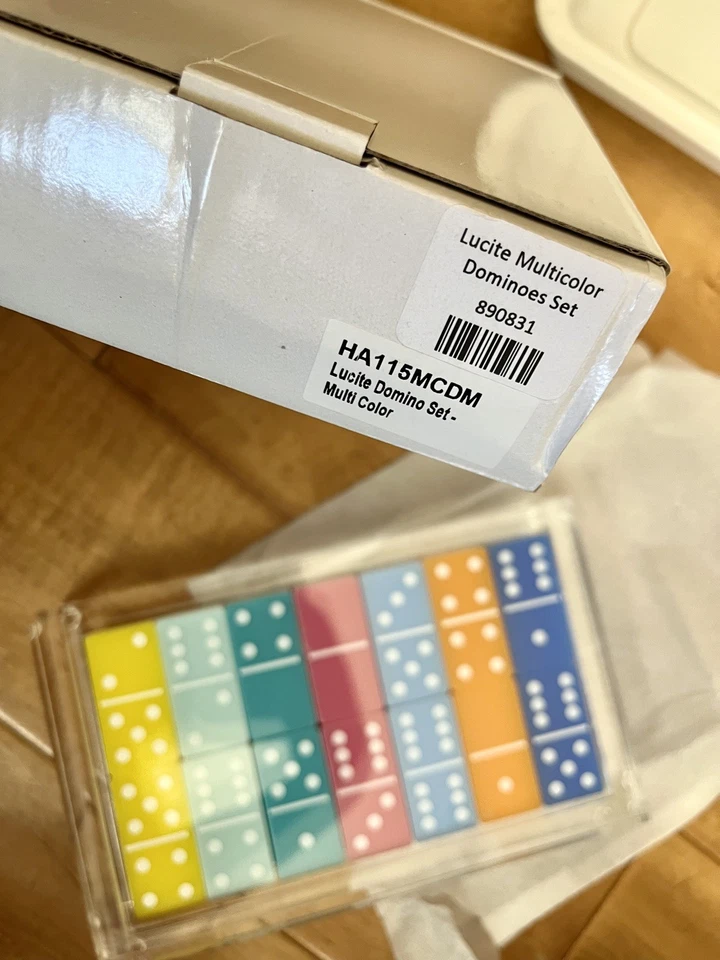 Lucite Multicolor
Dominoes Set
890831
HA115MCDM
Lucite Domino Set -
Multi Color